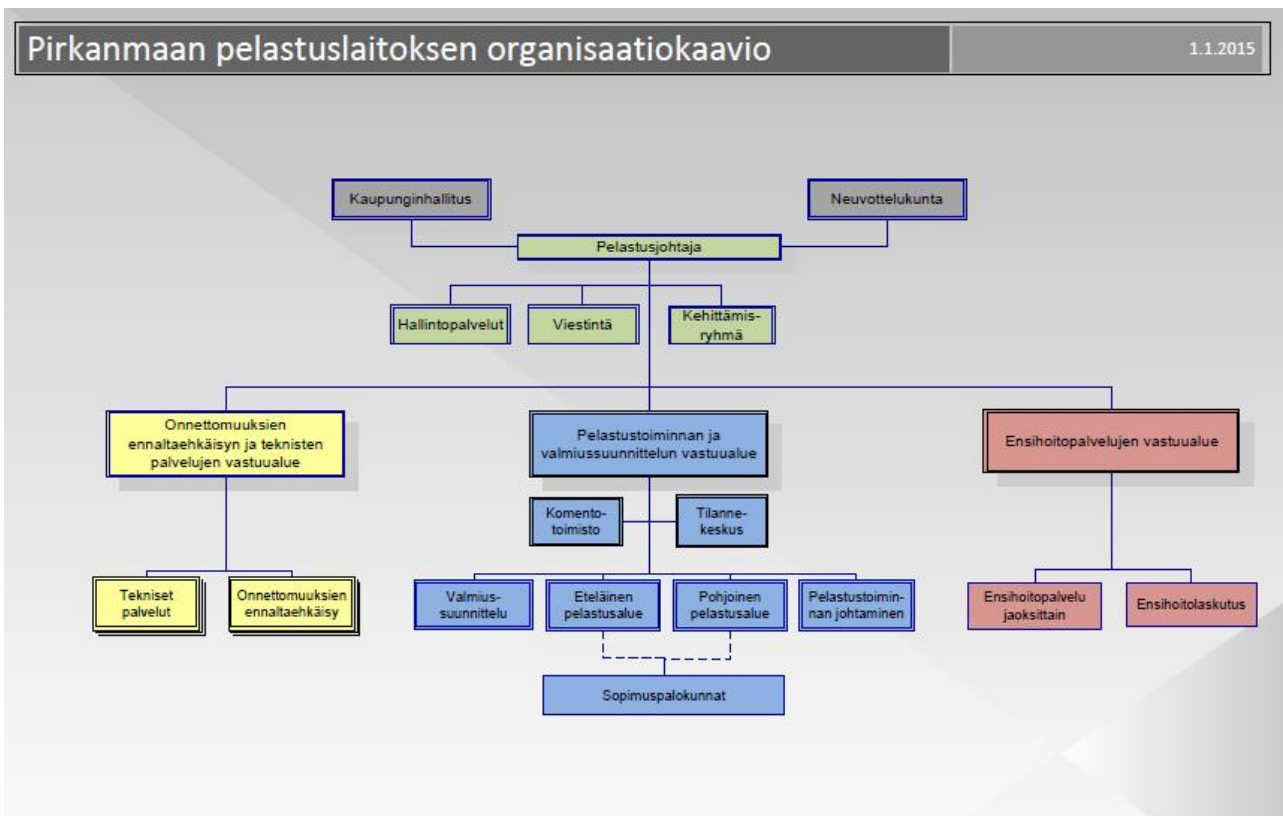 Pirkanmaan pelastuslaitoksen organisaatiokaavio
1.1.2015
Kaupunginhallitus
Neuvottelukunta
Pelastusjohtaja
Hallintopalvelut
Viestintä
Kehittämis-
ryhmä
Onnettomuuksien
ennaltaehkäisyn ja teknisten
palvelujen vastuualue
Pelastustoiminnan ja
valmiussuunnittelun vastuualue
Ensihoitopalvelujen vastuualue
Komento-
toimisto
Tilanne-
keskus
Tekniset
palvelut
Onnettomuuksien
ennaltaehkäisy
Valmius-
suunnittelu
Eteläinen
pelastusalue
Pohjoinen
pelastusalue
Pelastustoimin-
nan johtaminen
Ensihoitopalvelu
jaoksittain
Ensihoitolaskutus
Sopimuspalokunnat